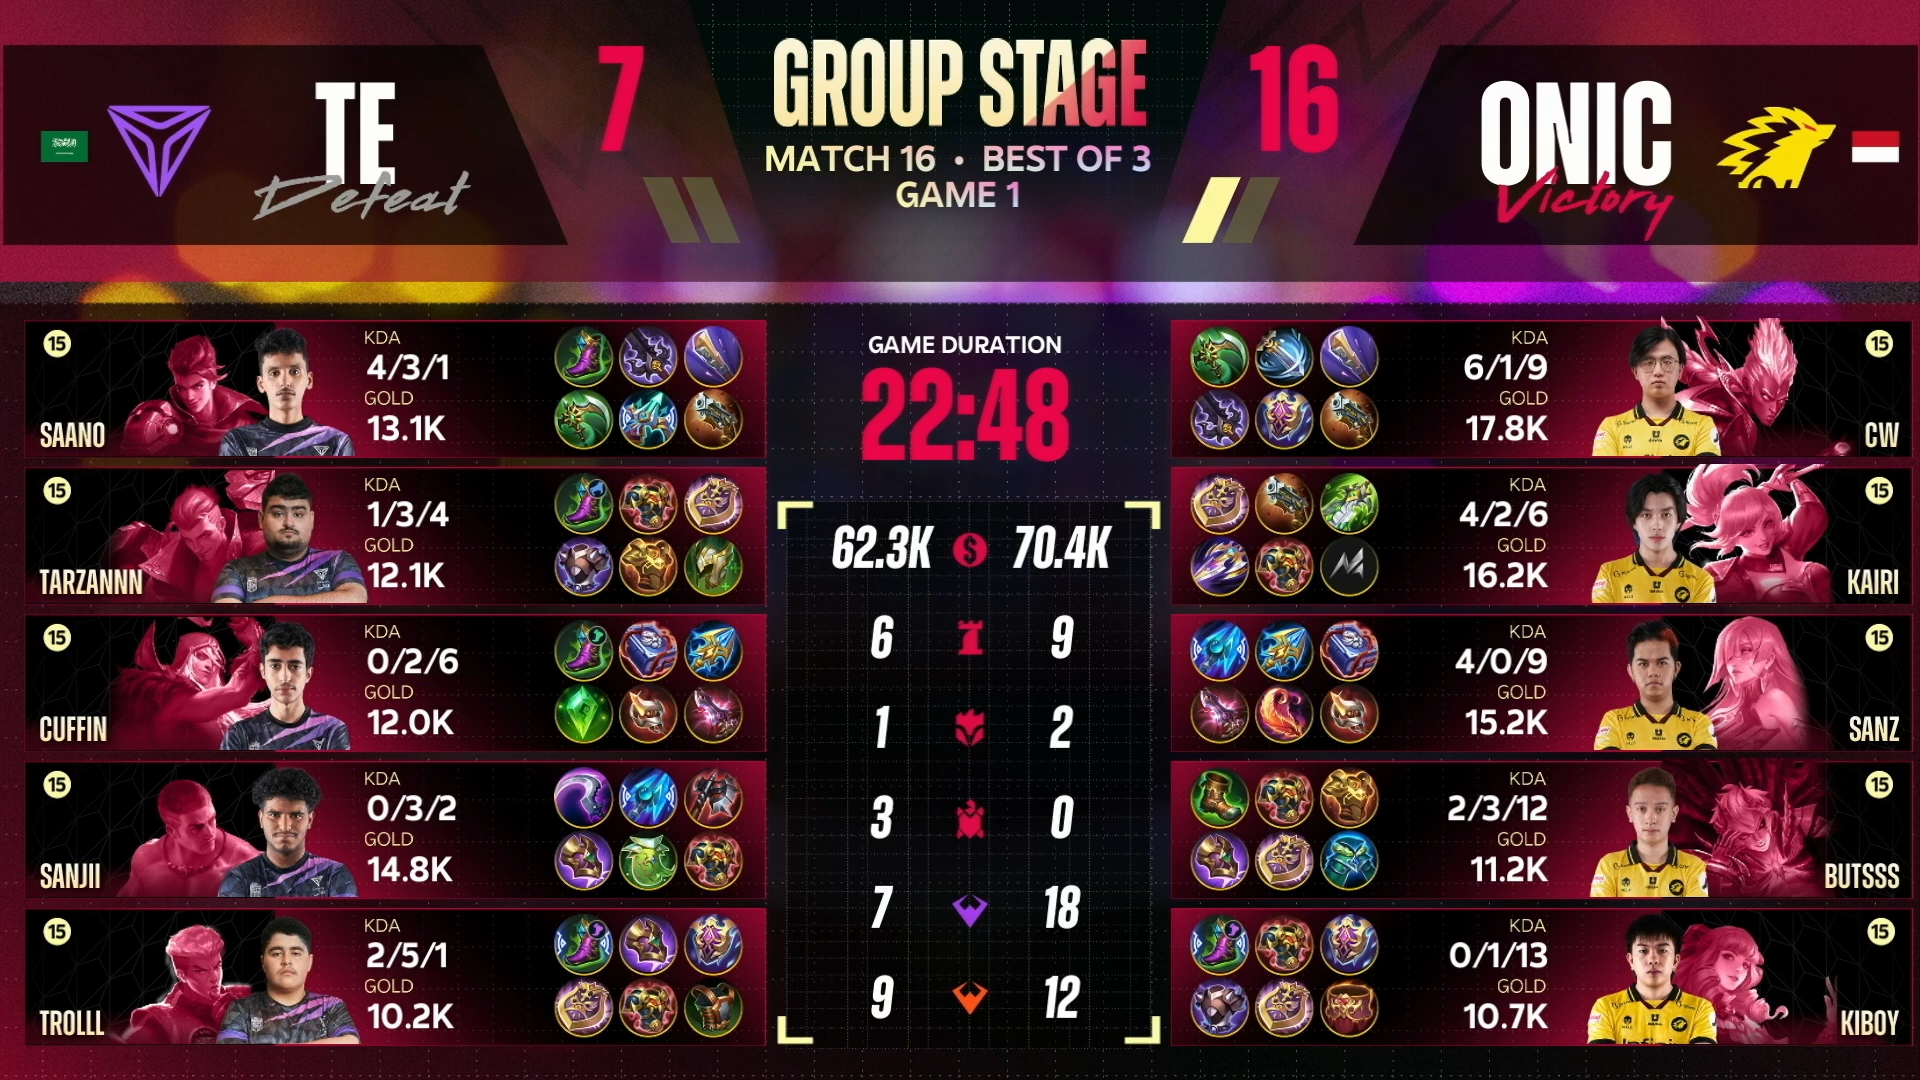 TE
Defeat
7
GROUP STAGE
MATCH 16 • BEST OF 3
GAME 1
16
ONIC
Victory
15
SAANO
KDA
4/3/1
GOLD
13.1K
15
TARZANNN
KDA
1/3/4
GOLD
12.1K
15
CUFFIN
KDA
0/2/6
GOLD
12.0K
15
SANJII
KDA
0/3/2
GOLD
14.8K
15
TROLLL
KDA
2/5/1
GOLD
10.2K
GAME DURATION
22:48
62.3K 70.4K
6 9
1 2
3 0
7 18
9 12
KDA
6/1/9
GOLD
17.8K
15
CW
KDA
4/2/6
GOLD
16.2K
15
KAIRI
KDA
4/0/9
GOLD
15.2K
15
SANZ
KDA
2/3/12
GOLD
11.2K
15
BUTSSS
KDA
0/1/13
GOLD
10.7K
15
KIBOY